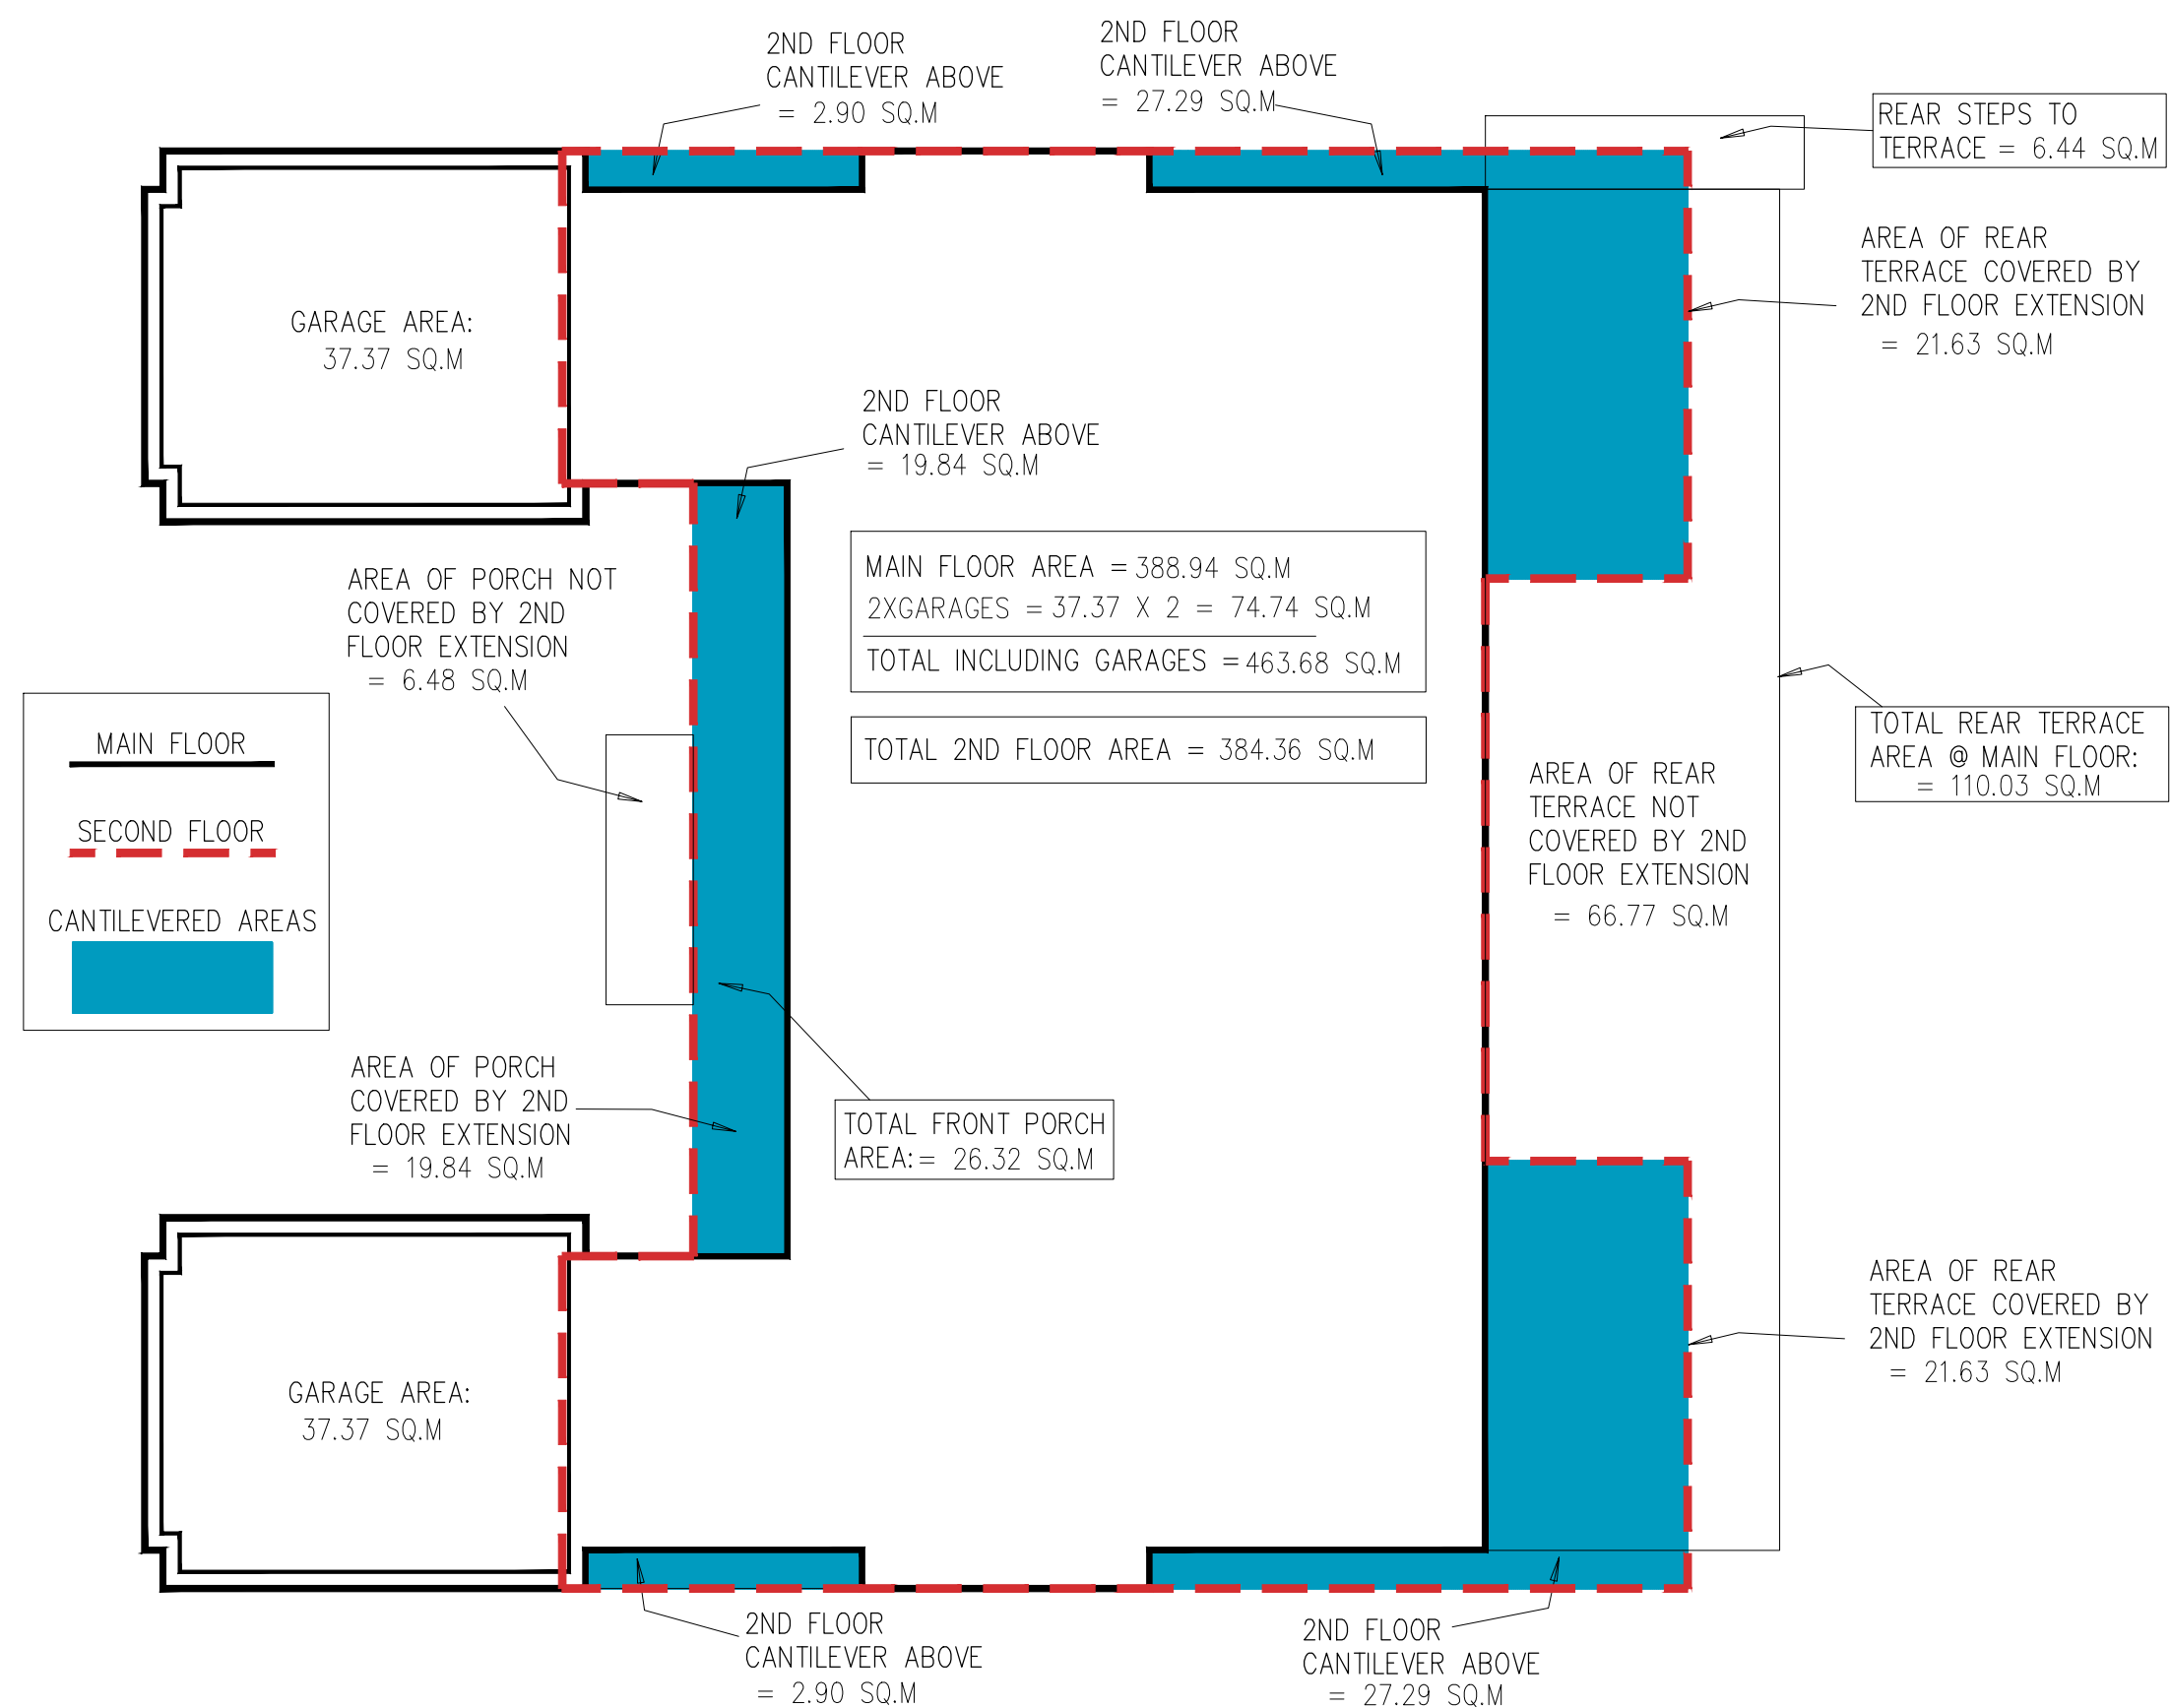 2ND FLOOR
CANTILEVER ABOVE
= 2.90 SQ.M
2ND FLOOR
CANTILEVER ABOVE
= 27.29 SQ.M
REAR STEPS TO
TERRACE = 6.44 SQ.M
AREA OF REAR
TERRACE COVERED BY
2ND FLOOR EXTENSION
= 21.63 SQ.M
GARAGE AREA:
37.37 SQ.M
2ND FLOOR
CANTILEVER ABOVE
= 19.84 SQ.M
MAIN FLOOR AREA = 388.94 SQ.M
2XGARAGES = 37.37 X 2 = 74.74 SQ.M
TOTAL INCLUDING GARAGES = 463.68 SQ.M
TOTAL 2ND FLOOR AREA = 384.36 SQ.M
AREA OF PORCH NOT
COVERED BY 2ND
FLOOR EXTENSION
= 6.48 SQ.M
MAIN FLOOR
SECOND FLOOR
CANTILEVERED AREAS
TOTAL REAR TERRACE
AREA @ MAIN FLOOR:
= 110.03 SQ.M
AREA OF REAR
TERRACE NOT
COVERED BY 2ND
FLOOR EXTENSION
= 66.77 SQ.M
AREA OF PORCH
COVERED BY 2ND
FLOOR EXTENSION
= 19.84 SQ.M
TOTAL FRONT PORCH
AREA: = 26.32 SQ.M
AREA OF REAR
TERRACE COVERED BY
2ND FLOOR EXTENSION
= 21.63 SQ.M
GARAGE AREA:
37.37 SQ.M
2ND FLOOR
CANTILEVER ABOVE
= 2.90 SQ.M
2ND FLOOR
CANTILEVER ABOVE
= 27.29 SQ.M